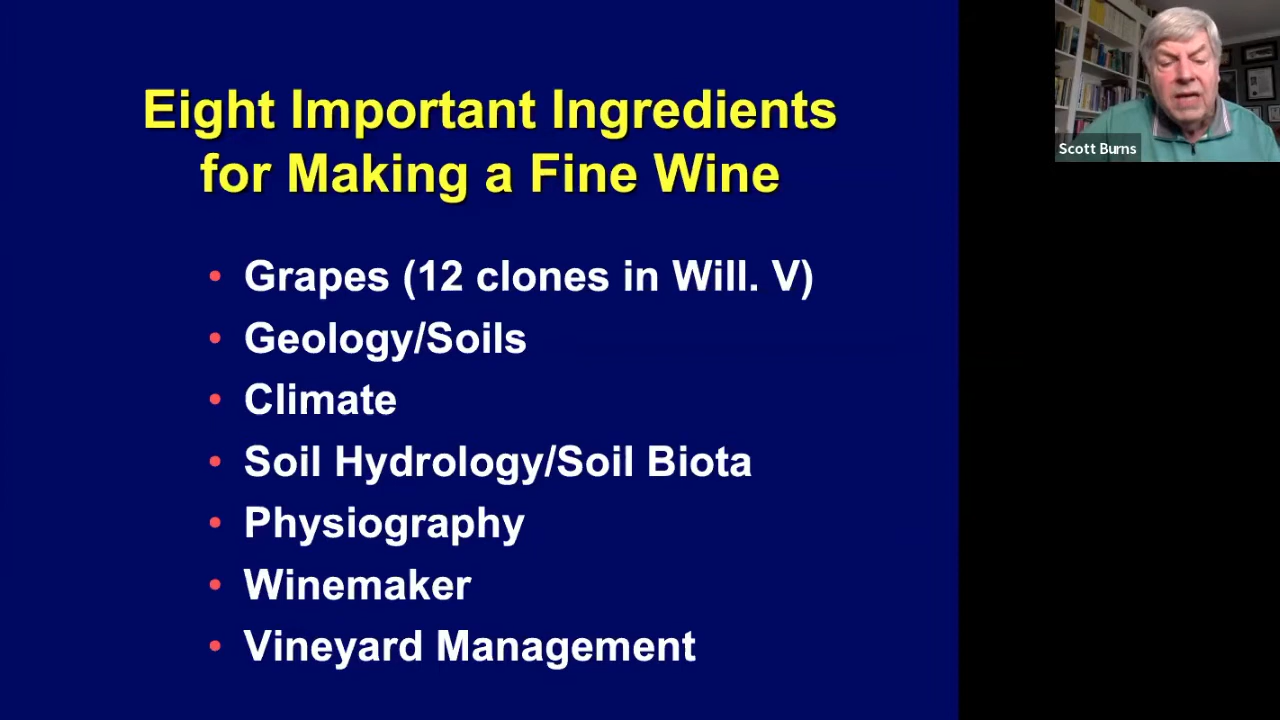 Eight Important Ingredients
for Making a Fine Wine
• Grapes (12 clones in Will. V)
• Geology/Soils
• Climate
• Soil Hydrology/Soil Biota
• Physiography
• Winemaker
• Vineyard Management
Scott Burns